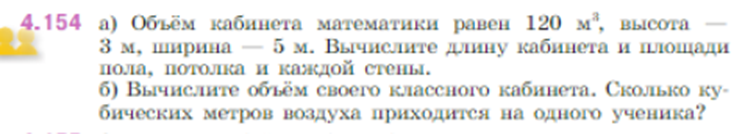 4.154 а) Объём кабинета математики равен 120 м³, высота —
3 м, ширина — 5 м. Вычислите длину кабинета и площади
пола, потолка и каждой стены.
б) Вычислите объём своего классного кабинета. Сколько ку-
бических метров воздуха приходится на одного ученика?